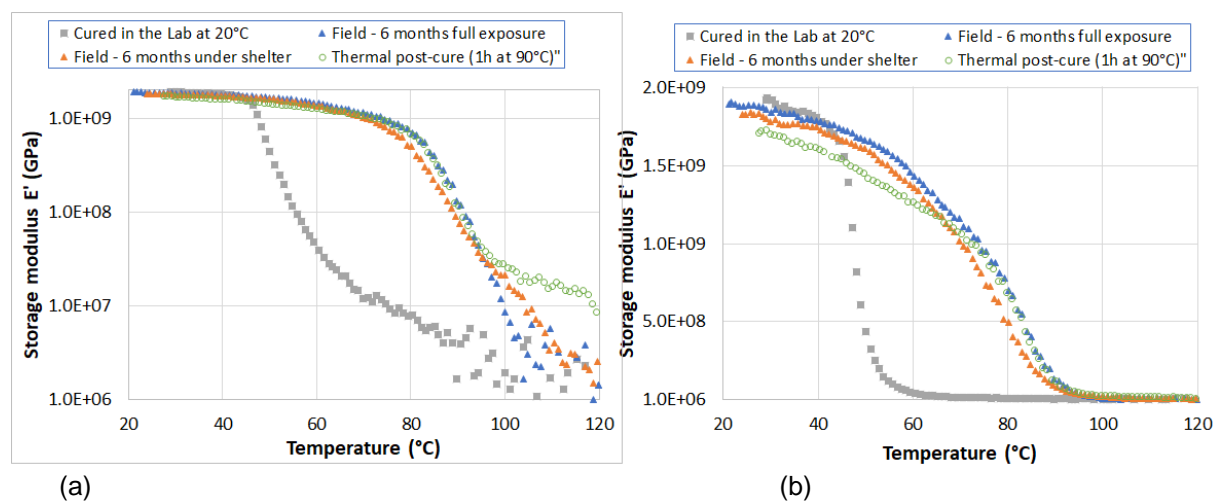 Cured in the Lab at 20°C
Field - 6 months full exposure
Field - 6 months under shelter
Thermal post-cure (1h at 90°C)"
Storage modulus E' (GPa)
1.0E+09
1.0E+08
1.0E+07
1.0E+06
20
40
60
80
100
120
Temperature (°C)
(a)
Cured in the Lab at 20°C
Field - 6 months full exposure
Field - 6 months under shelter
Thermal post-cure (1h at 90°C)"
Storage modulus E' (GPa)
2.0E+09
1.5E+09
1.0E+09
5.0E+08
1.0E+06
20
40
60
80
100
120
Temperature (°C)
(b)